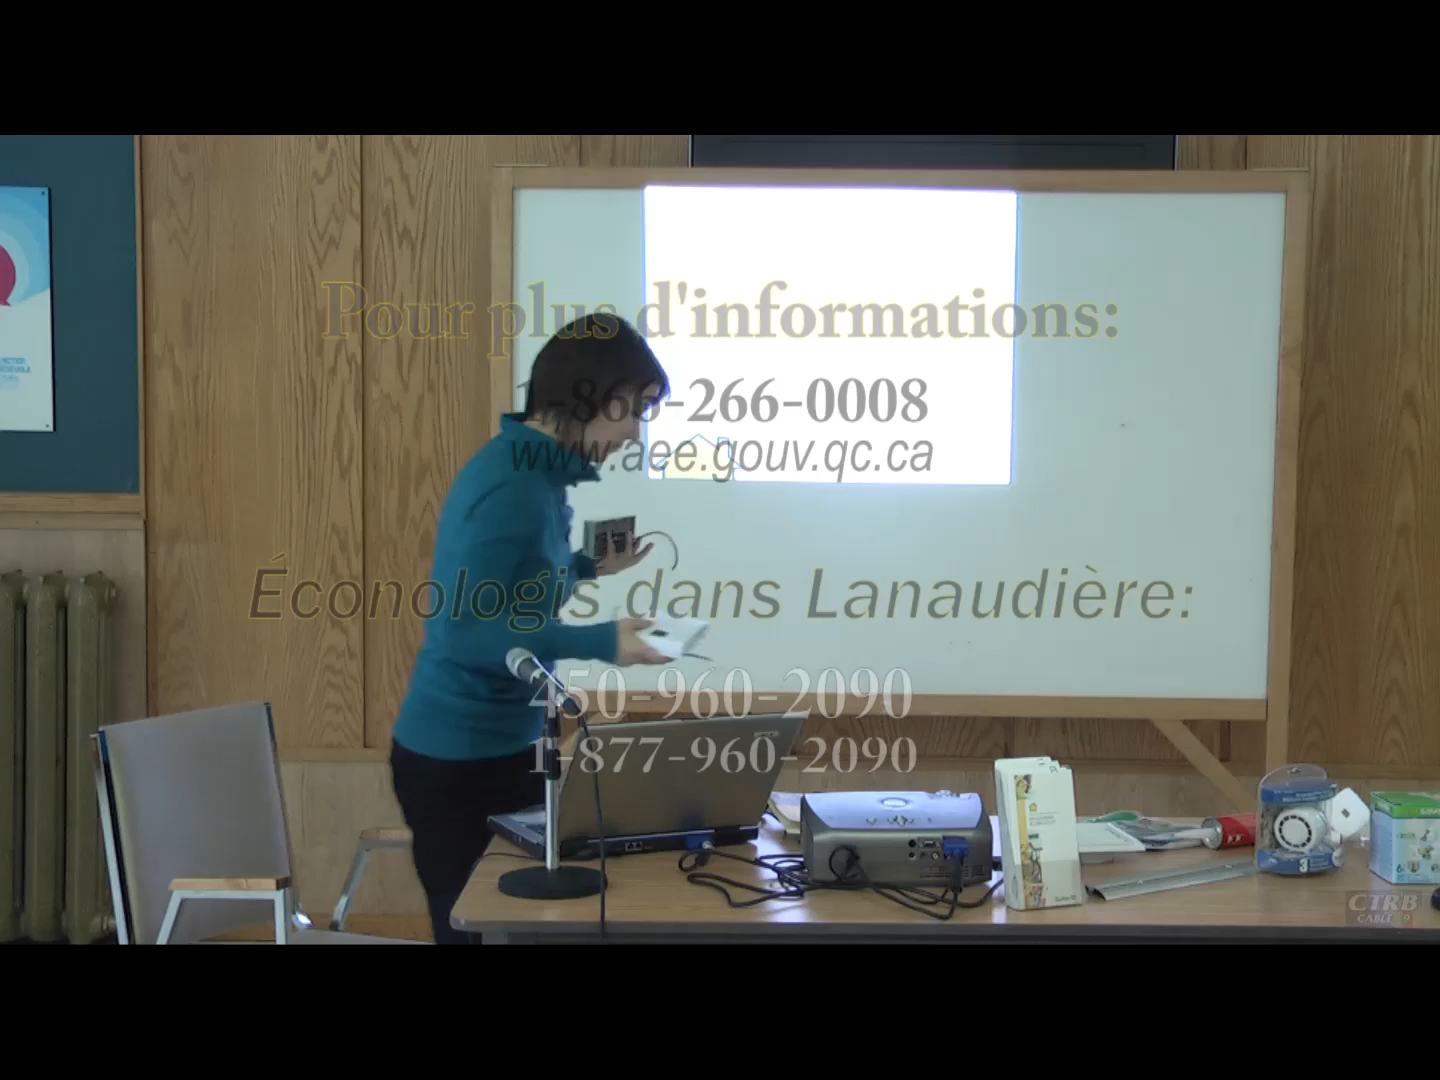 Pour plus d'informations:
1-866-266-0008
www.aee.gouv.qc.ca
Éconologis dans Lanaudière:
450-960-2090
1-877-960-2090
CTRB
CABLE 9